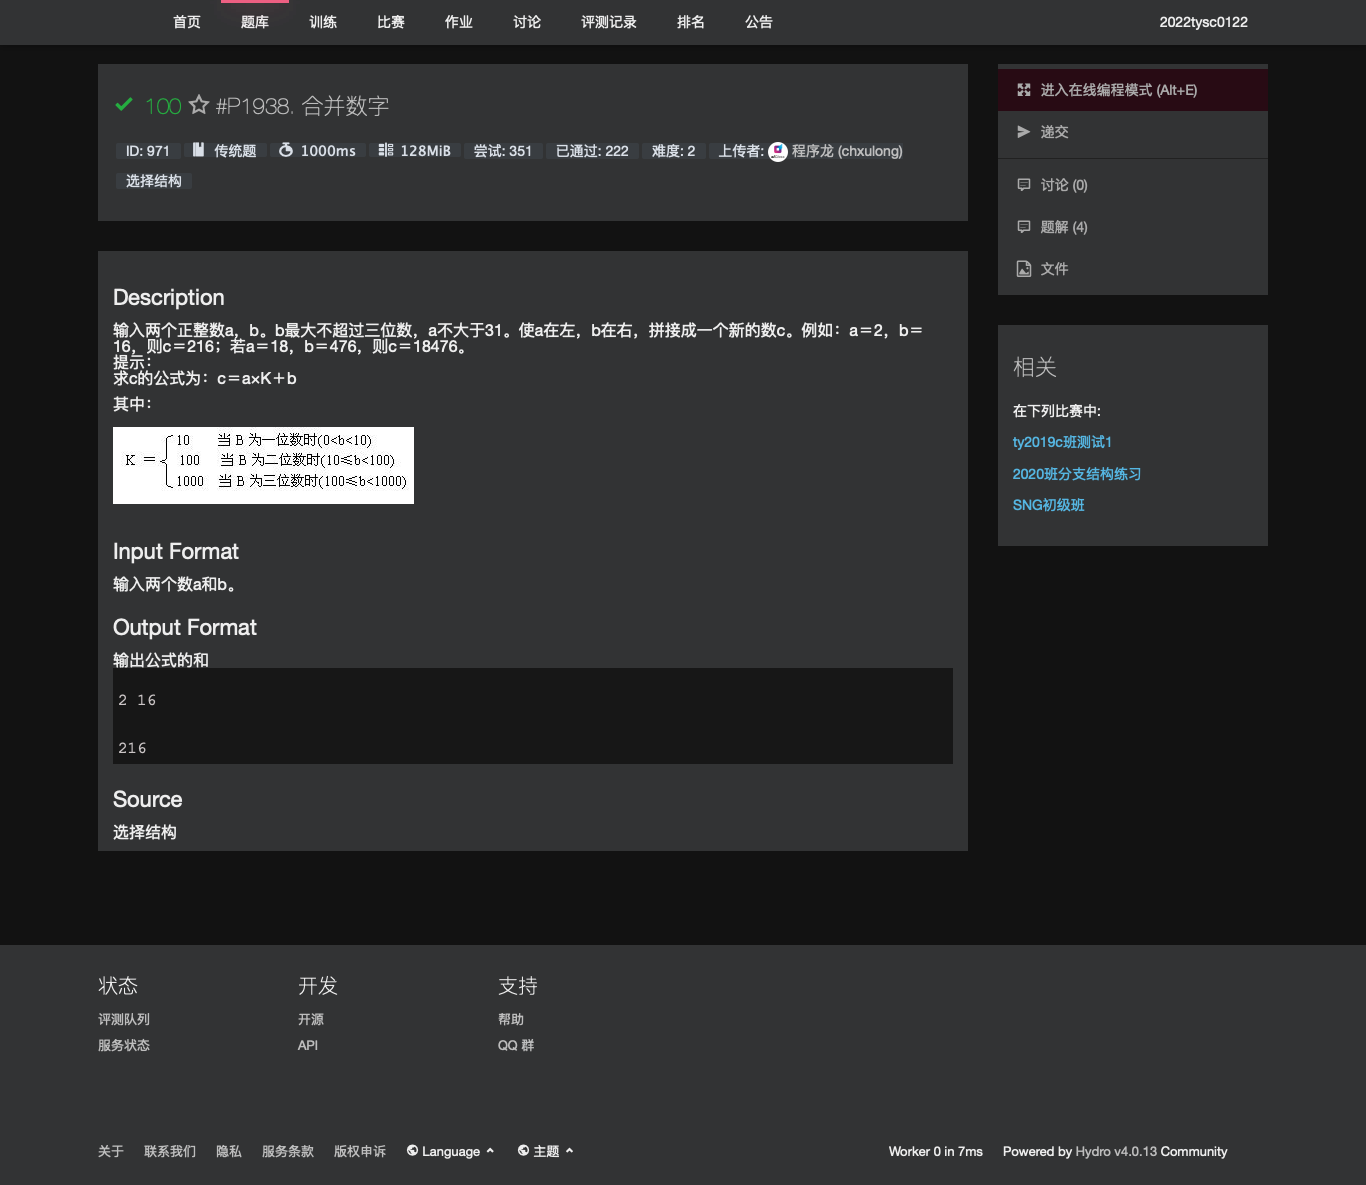 首页 题库 训练 比赛 作业 讨论 评测记录 排名 公告 2022tysc0122
100 #P1938. 合并数字
ID: 971 传统题 1000ms 128MiB 尝试: 351 已通过: 222 难度: 2 上传者: 程序龙 (chxulong)
选择结构
Description
输入两个正整数a，b。b最大不超过三位数，a不大于31。使a在左，b在右，拼接成一个新的数c。例如：a＝2，b＝
16，则c＝216；若a＝18，b＝476，则c＝18476。
提示：
求c的公式为：c＝a×K＋b
其中：
10 当 B 为一位数时(0<b<10)
K ＝ 100 当 B 为二位数时(10≤b<100)
1000 当 B 为三位数时(100≤b<1000)
Input Format
输入两个数a和b。
Output Format
输出公式的和
2 16
216
Source
选择结构
进入在线编程模式 (Alt+E)
递交
讨论 (0)
题解 (4)
文件
相关
在下列比赛中:
ty2019c班测试1
2020班分支结构练习
SNG初级班
状态 开发 支持
评测队列 开源 帮助
服务状态 API QQ 群
关于 联系我们 隐私 服务条款 版权申诉 Language 主题 Worker 0 in 7ms Powered by Hydro v4.0.13 Community